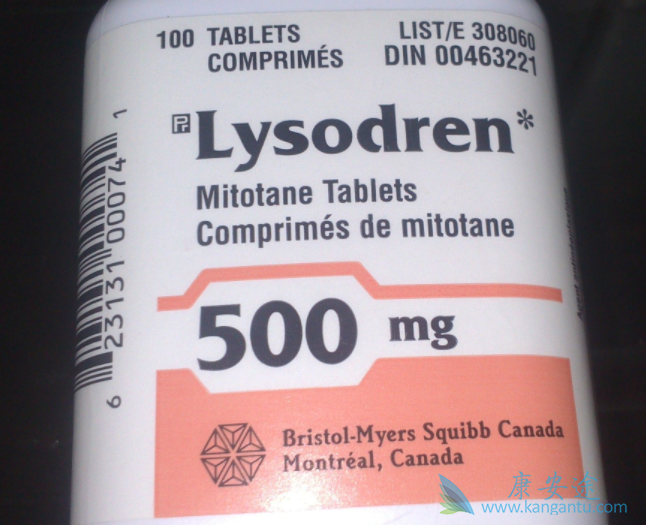 100 TABLETS
COMPRIMÉS
LIST/E 308060
DIN 00463221
Pr Lysodren*
Mitotane Tablets
Comprimés de mitotane
500 mg
Bristol-Myers Squibb Canada
Montréal, Canada
6 23131 00074 1
康安途
www.kangantu.com